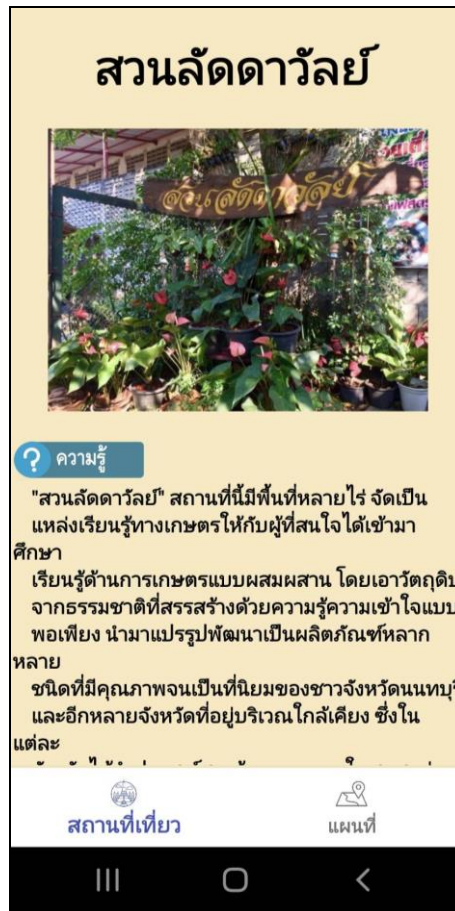 สวนลัดดาวัลย์
สวนลัดดาวัลย์
? ความรู้
"สวนลัดดาวัลย์" สถานที่นี้มีพื้นที่หลายไร่ จัดเป็น
แหล่งเรียนรู้ทางเกษตรให้กับผู้ที่สนใจได้เข้ามา
ศึกษา
เรียนรู้ด้านการเกษตรแบบผสมผสาน โดยเอาวัตถุดิบ
จากธรรมชาติที่สรรสร้างด้วยความรู้ความเข้าใจแบบ
พอเพียง นำมาแปรรูปพัฒนาเป็นผลิตภัณฑ์หลาก
หลาย
ชนิดที่มีคุณภาพจนเป็นที่นิยมของชาวจังหวัดนนทบุรี
และอีกหลายจังหวัดที่อยู่บริเวณใกล้เคียง ซึ่งใน
แต่ละ
สถานที่เที่ยว
แผนที่